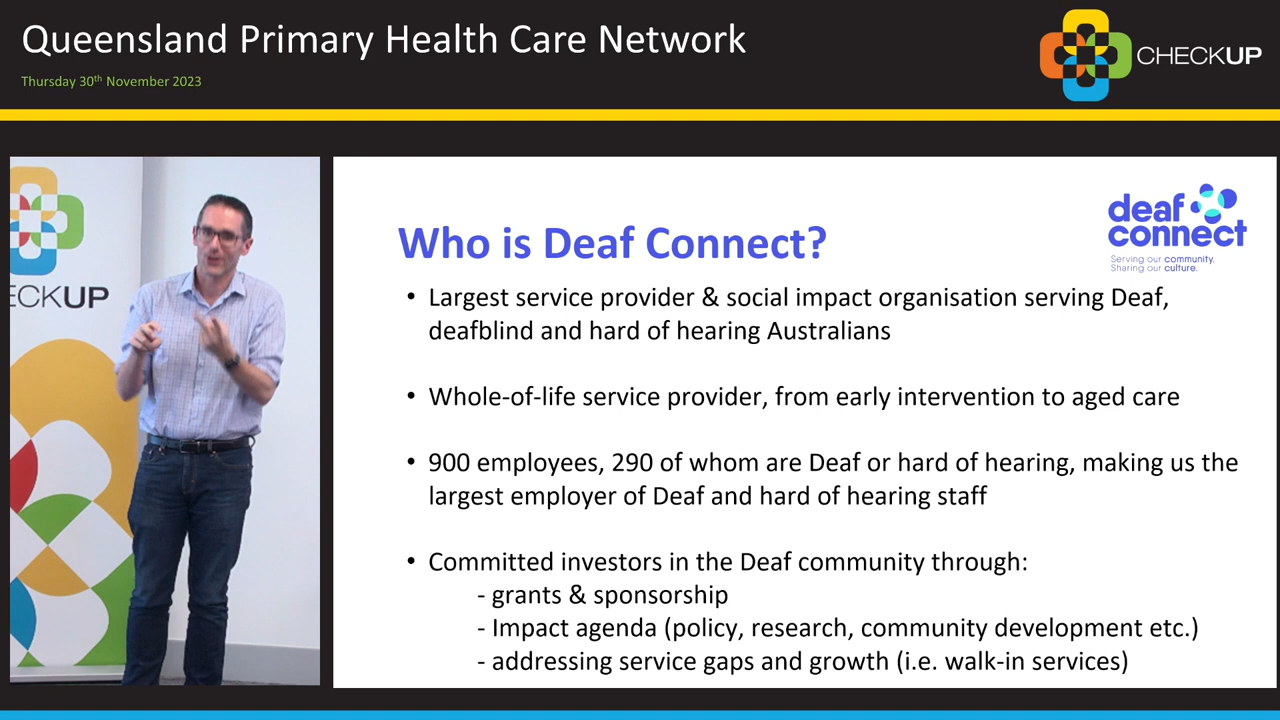 Queensland Primary Health Care Network
Thursday 30th November 2023
CHECKUP
ECKUP
deaf
connect
Serving our community.
Sharing our culture.
Who is Deaf Connect?
• Largest service provider & social impact organisation serving Deaf,
deafblind and hard of hearing Australians
• Whole-of-life service provider, from early intervention to aged care
• 900 employees, 290 of whom are Deaf or hard of hearing, making us the
largest employer of Deaf and hard of hearing staff
• Committed investors in the Deaf community through:
- grants & sponsorship
- Impact agenda (policy, research, community development etc.)
- addressing service gaps and growth (i.e. walk-in services)